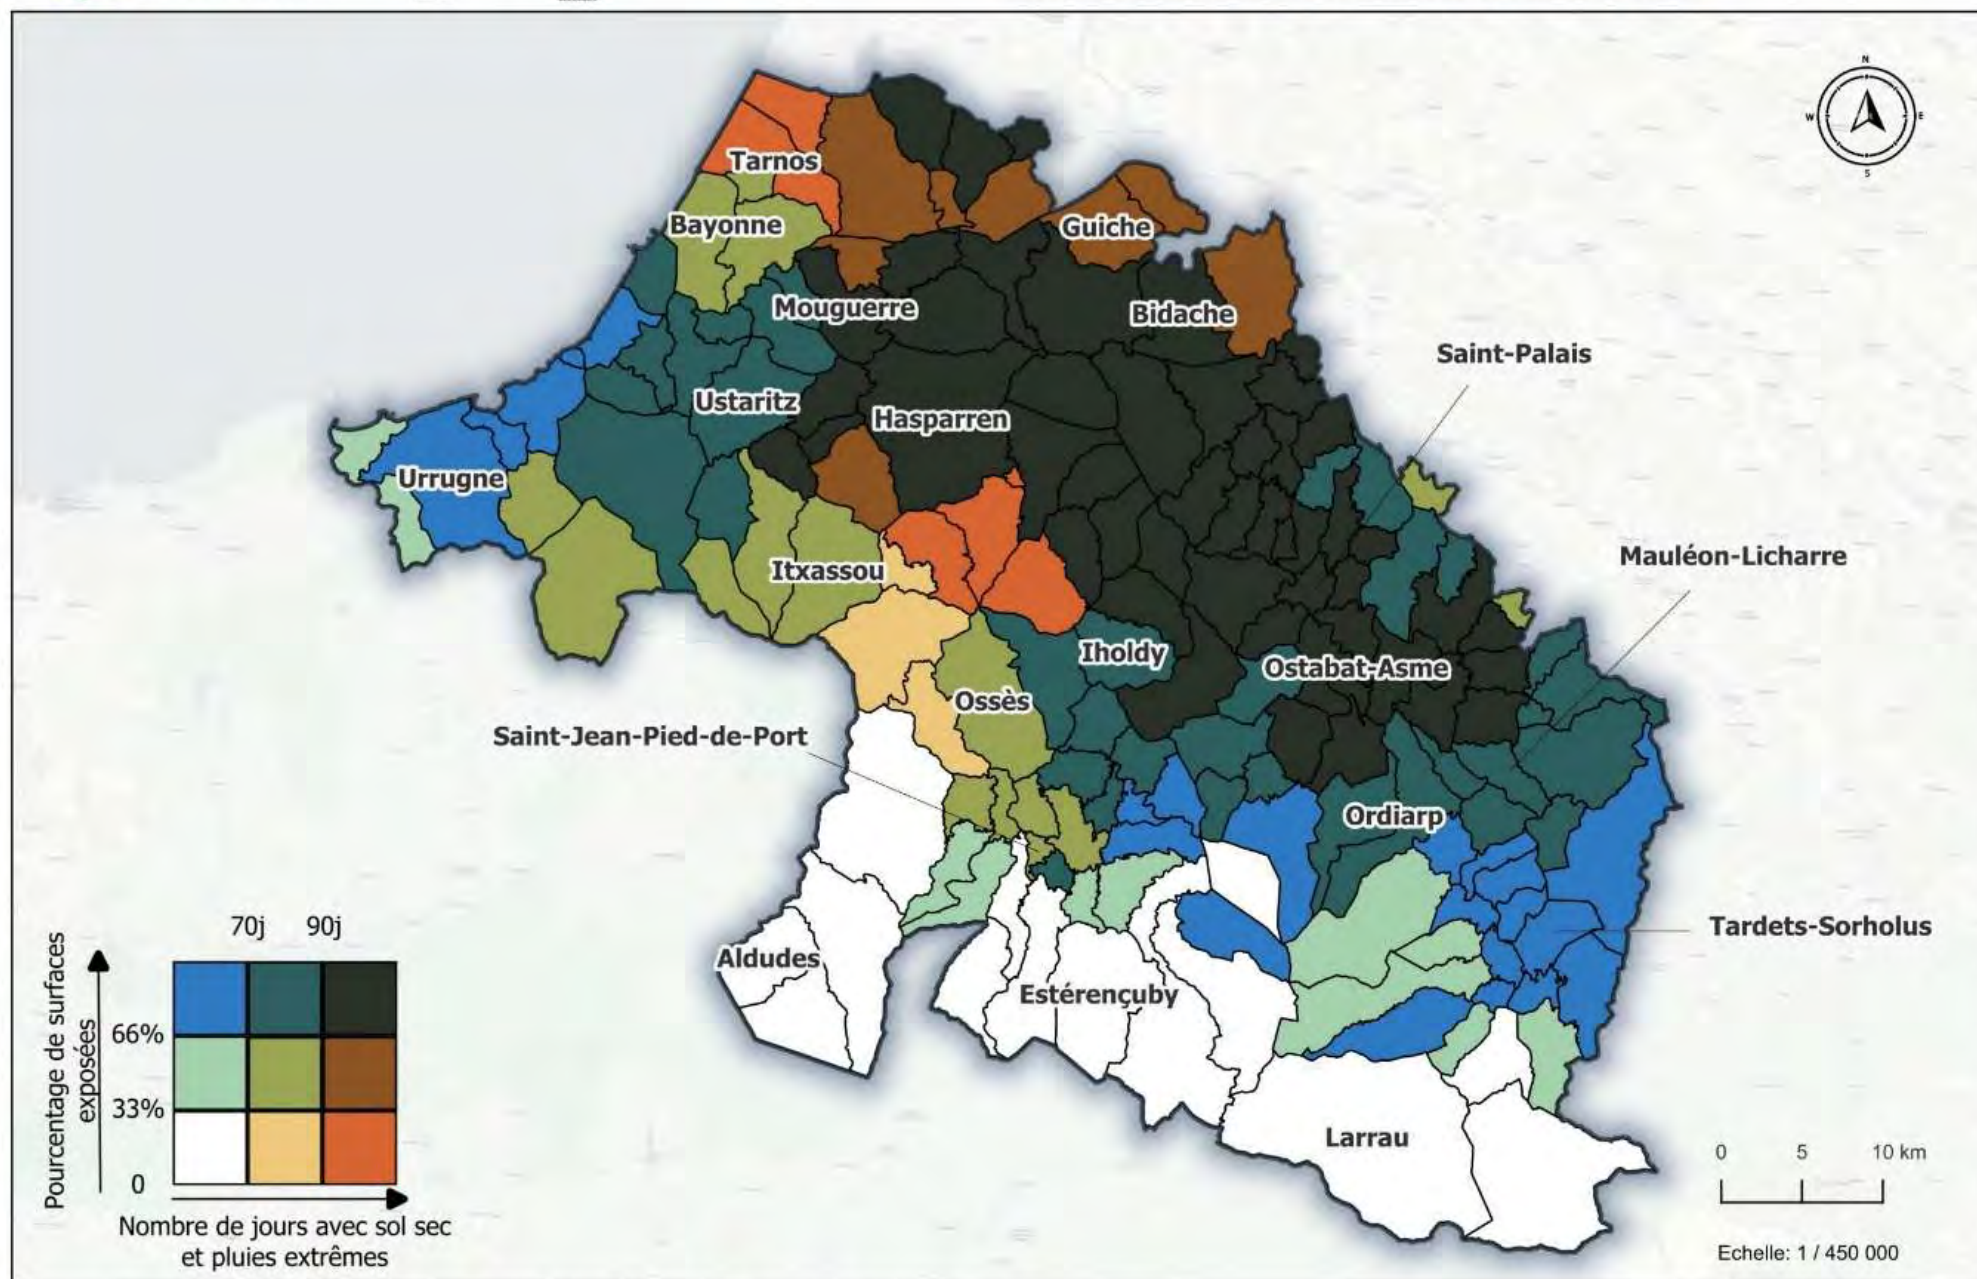 N
W
E
S
Tarnos
Bayonne
Guiche
Mouguerre
Bidache
Saint-Palais
Ustaritz
Hasparren
Urrugne
Mauléon-Licharre
Itxassou
Iholdy
Ostabat-Asme
Ossès
Saint-Jean-Pied-de-Port
Ordiarp
Tardets-Sorholus
Aldudes
Estérençuby
Larrau
70j 90j
Pourcentage de surfaces
exposées
66%
33%
0
Nombre de jours avec sol sec
et pluies extrêmes
0 5 10 km
Echelle: 1 / 450 000